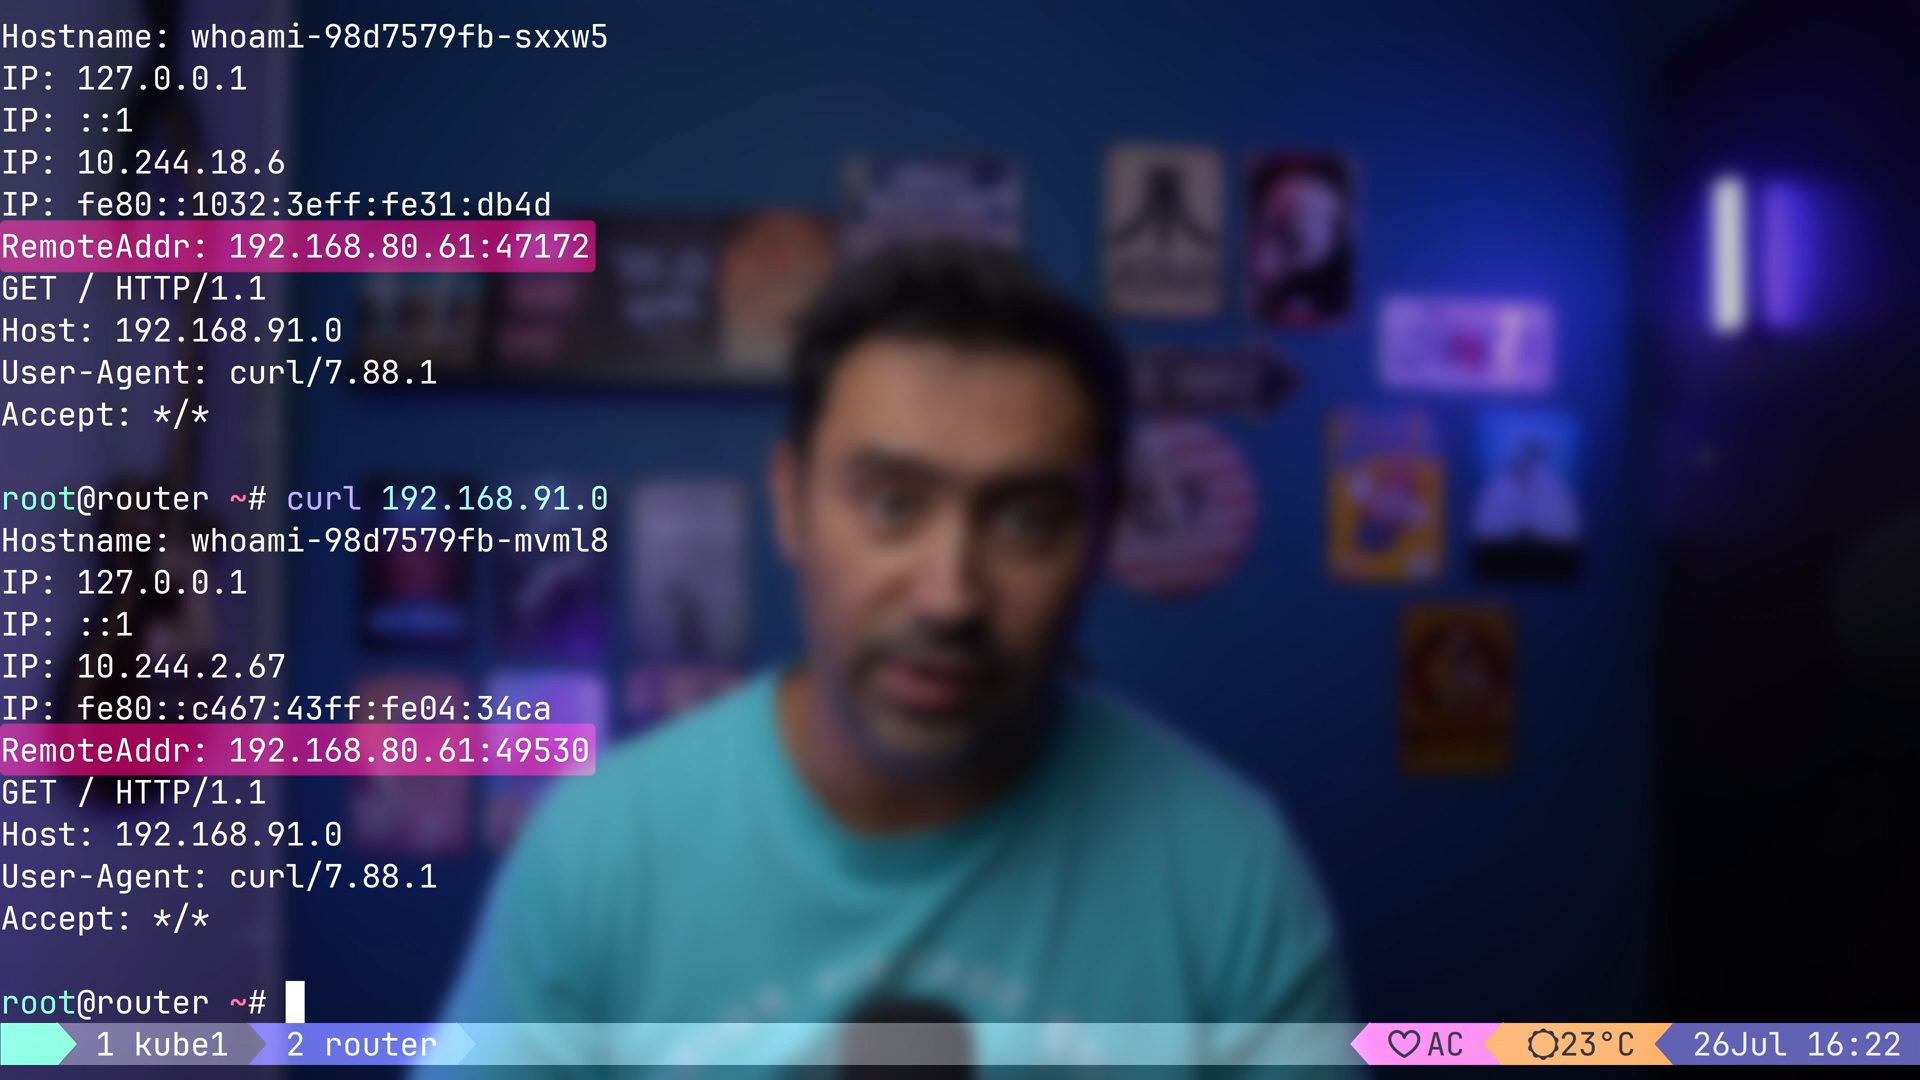 Hostname: whoami-98d7579fb-sxxw5
IP: 127.0.0.1
IP: ::1
IP: 10.244.18.6
IP: fe80::1032:3eff:fe31:db4d
RemoteAddr: 192.168.80.61:47172
GET / HTTP/1.1
Host: 192.168.91.0
User-Agent: curl/7.88.1
Accept: */*
root@router ~# curl 192.168.91.0
Hostname: whoami-98d7579fb-mvml8
IP: 127.0.0.1
IP: ::1
IP: 10.244.2.67
IP: fe80::c467:43ff:fe04:34ca
RemoteAddr: 192.168.80.61:49530
GET / HTTP/1.1
Host: 192.168.91.0
User-Agent: curl/7.88.1
Accept: */*
root@router ~#
1 kube1 2 router ♡ AC 23°C 26Jul 16:22